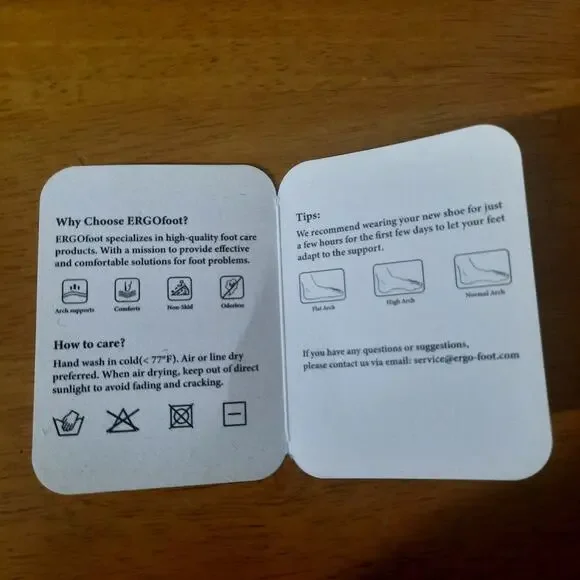 Why Choose ERGOfoot?
ERGOfoot specializes in high-quality foot care
products. With a mission to provide effective
and comfortable solutions for foot problems.
Arch supports
Comforts
Non-Skid
Odorless
How to care?
Hand wash in cold(< 77°F). Air or line dry
preferred. When air drying, keep out of direct
sunlight to avoid fading and cracking.
Tips:
We recommend wearing your new shoe for just
a few hours for the first few days to let your feet
adapt to the support.
Flat Arch
High Arch
Normal Arch
If you have any questions or suggestions,
please contact us via email: service@ergo-foot.com